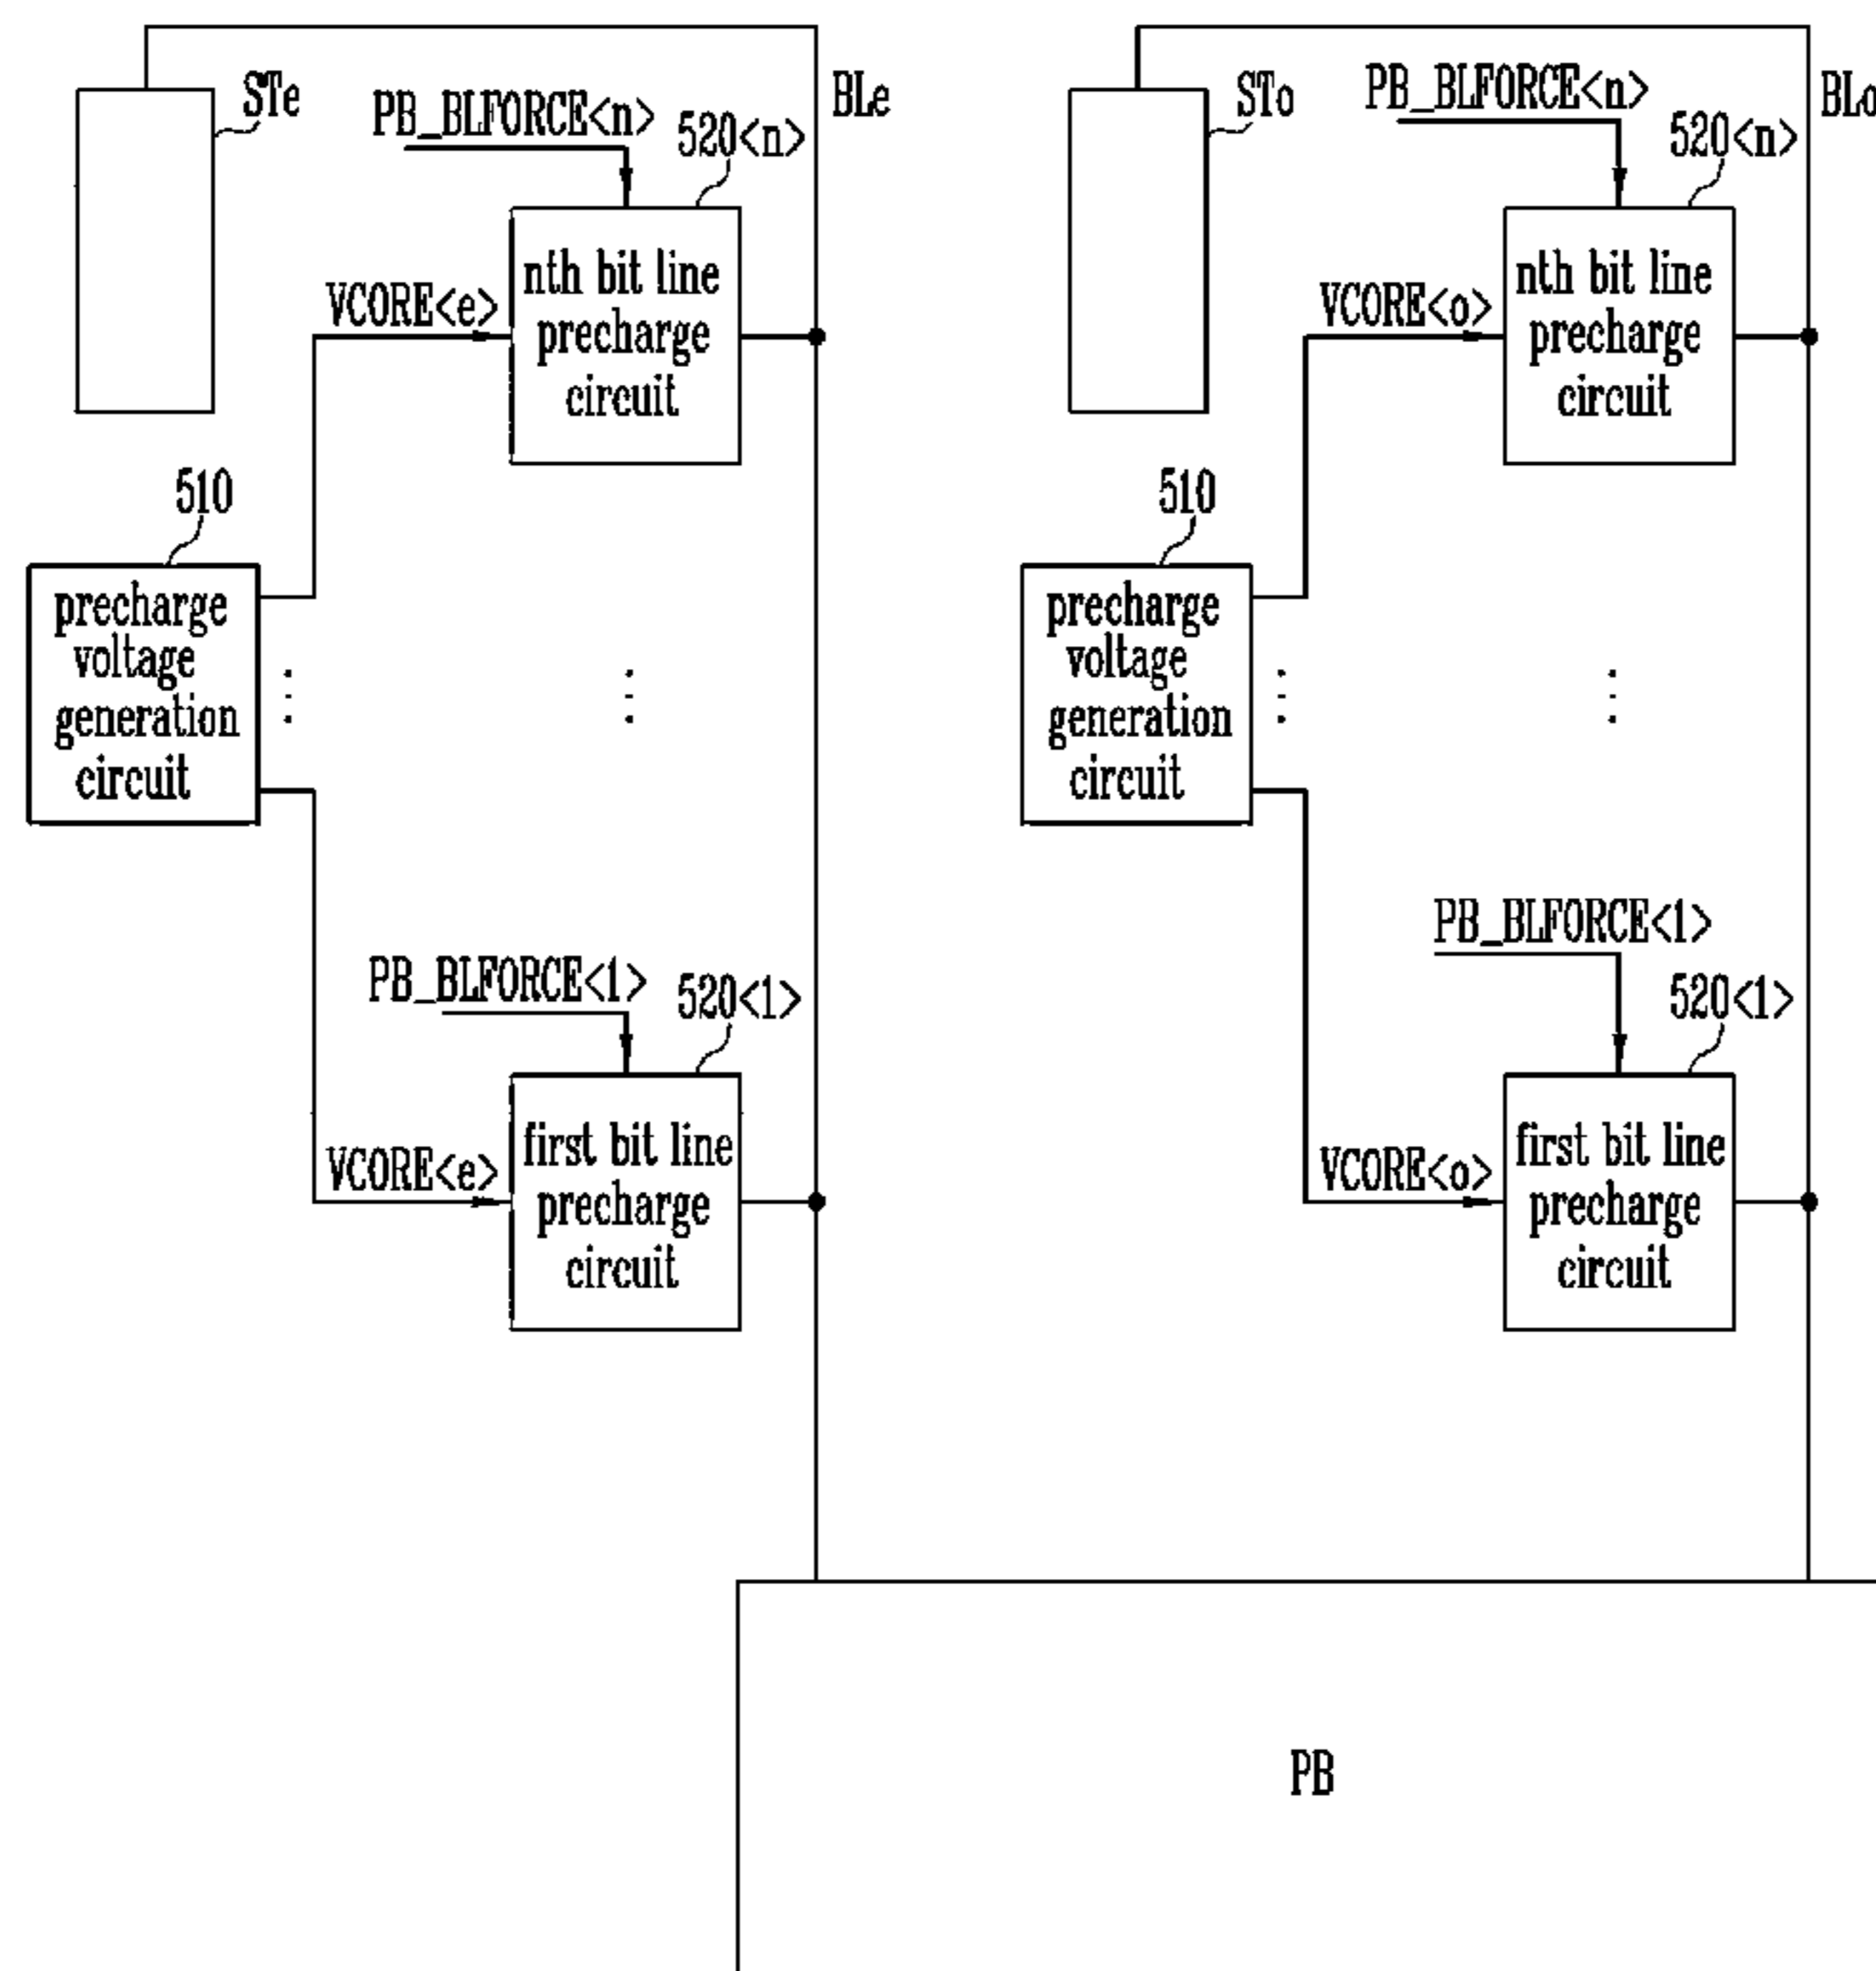 STe
PB_BLFORCE<n>
520<n>
BLe
nth bit line
precharge
circuit
VCORE<e>
510
precharge
voltage
generation
circuit
PB_BLFORCE<1>
520<1>
first bit line
precharge
circuit
VCORE<e>
STo
PB_BLFORCE<n>
520<n>
BLo
nth bit line
precharge
circuit
VCORE<o>
510
precharge
voltage
generation
circuit
PB_BLFORCE<1>
520<1>
first bit line
precharge
circuit
VCORE<o>
PB